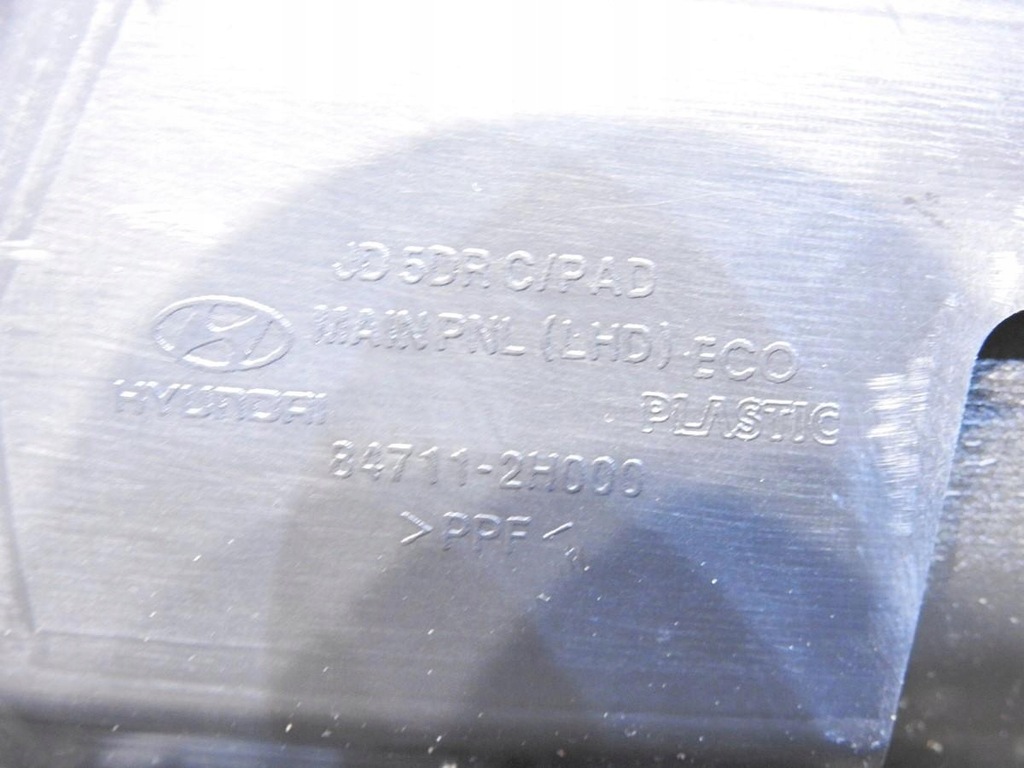 JD 5DR C/PAD
MAIN PNL (LHD)
ECO
HYUNDAI
PLASTIC
84711-2H000
>PPF<